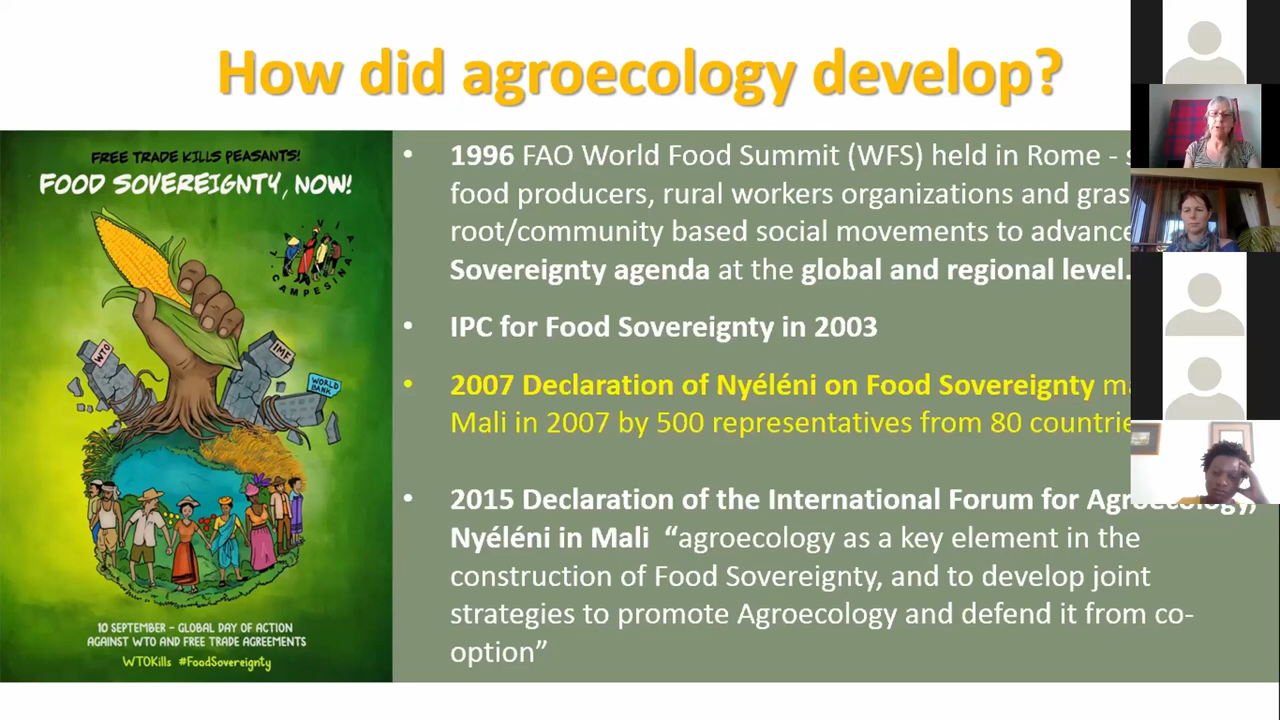 How did agroecology develop?
FREE TRADE KILLS PEASANTS!
FOOD SOVEREIGNTY, NOW!
VIA
CAMPESINA
WTO
IMF
WORLD
BANK
10 SEPTEMBER – GLOBAL DAY OF ACTION
AGAINST WTO AND FREE TRADE AGREEMENTS
WTOKills #FoodSovereignty
• 1996 FAO World Food Summit (WFS) held in Rome -
food producers, rural workers organizations and
root/community based social movements to advance
Sovereignty agenda at the global and regional level.
• IPC for Food Sovereignty in 2003
• 2007 Declaration of Nyéléni on Food Sovereignty
Mali in 2007 by 500 representatives from 80
• 2015 Declaration of the International Forum for Agroecology,
Nyéléni in Mali “agroecology as a key element in the
construction of Food Sovereignty, and to develop joint
strategies to promote Agroecology and defend it from co-
option”